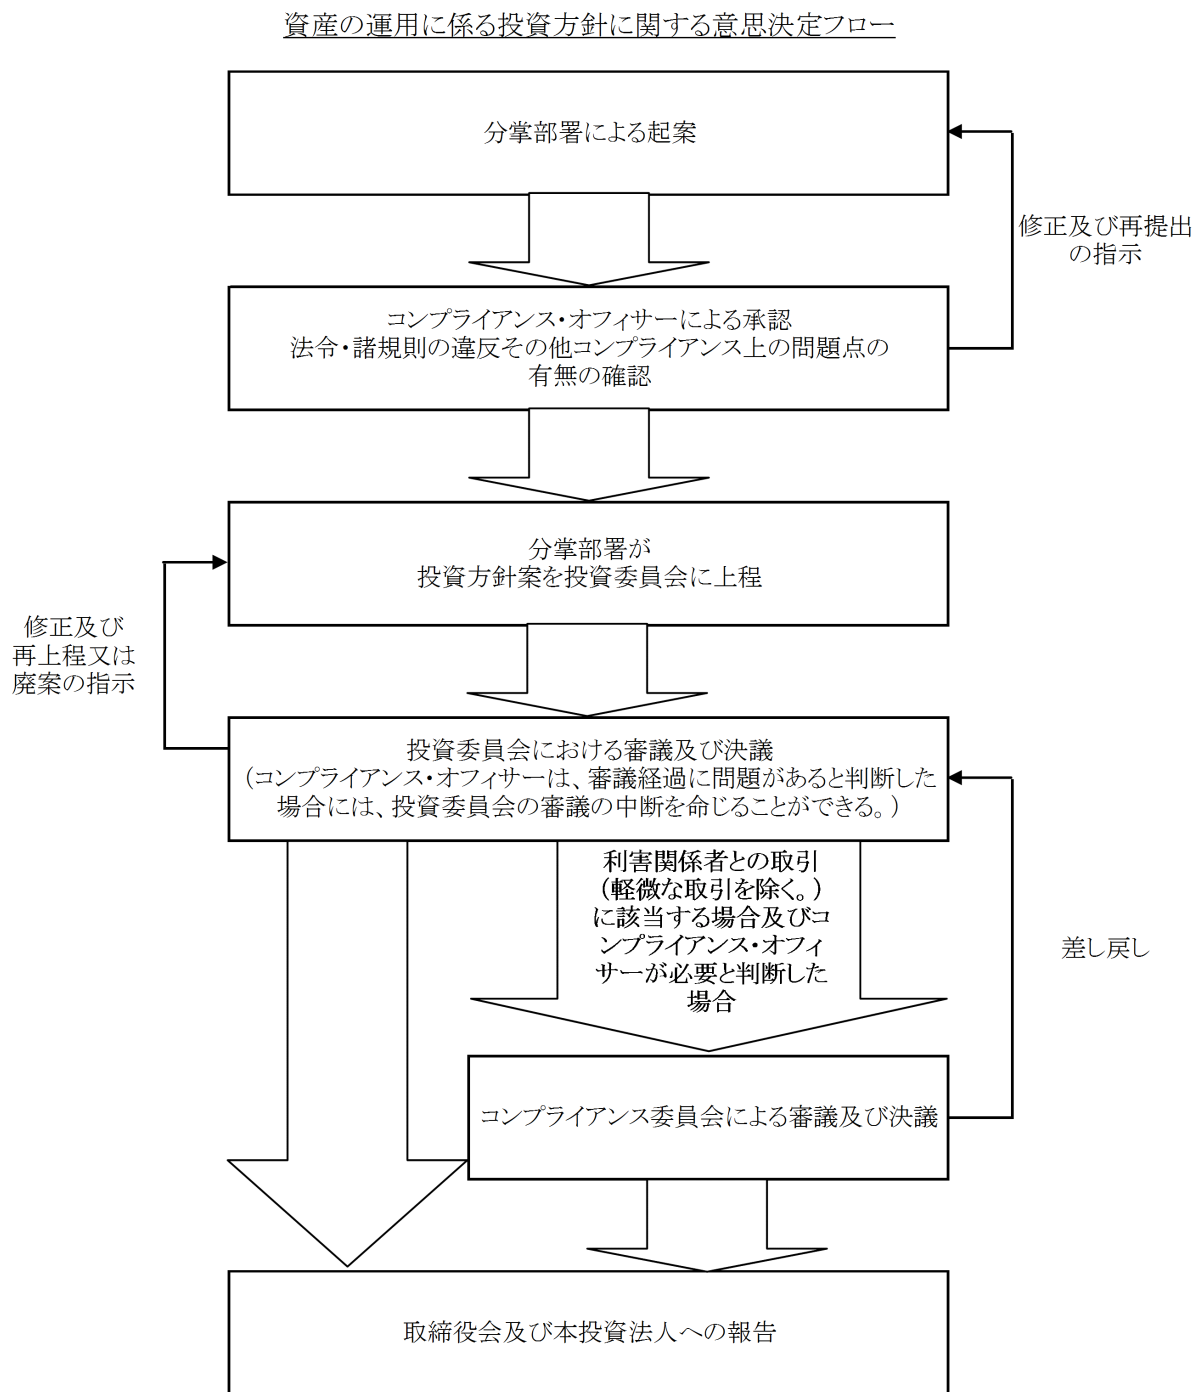 資産の運用に係る投資方針に関する意思決定フロー
分掌部署による起案
修正及び再提出
の指示
コンプライアンス・オフィサーによる承認
法令・諸規則の違反その他コンプライアンス上の問題点の
有無の確認
分掌部署が
投資方針案を投資委員会に上程
修正及び
再上程又は
廃案の指示
投資委員会における審議及び決議
（コンプライアンス・オフィサーは、審議経過に問題があると判断した
場合には、投資委員会の審議の中断を命じることができる。）
利害関係者との取引
（軽微な取引を除く。）
に該当する場合及びコ
ンプライアンス・オフィ
サーが必要と判断した
場合
差し戻し
コンプライアンス委員会による審議及び決議
取締役会及び本投資法人への報告